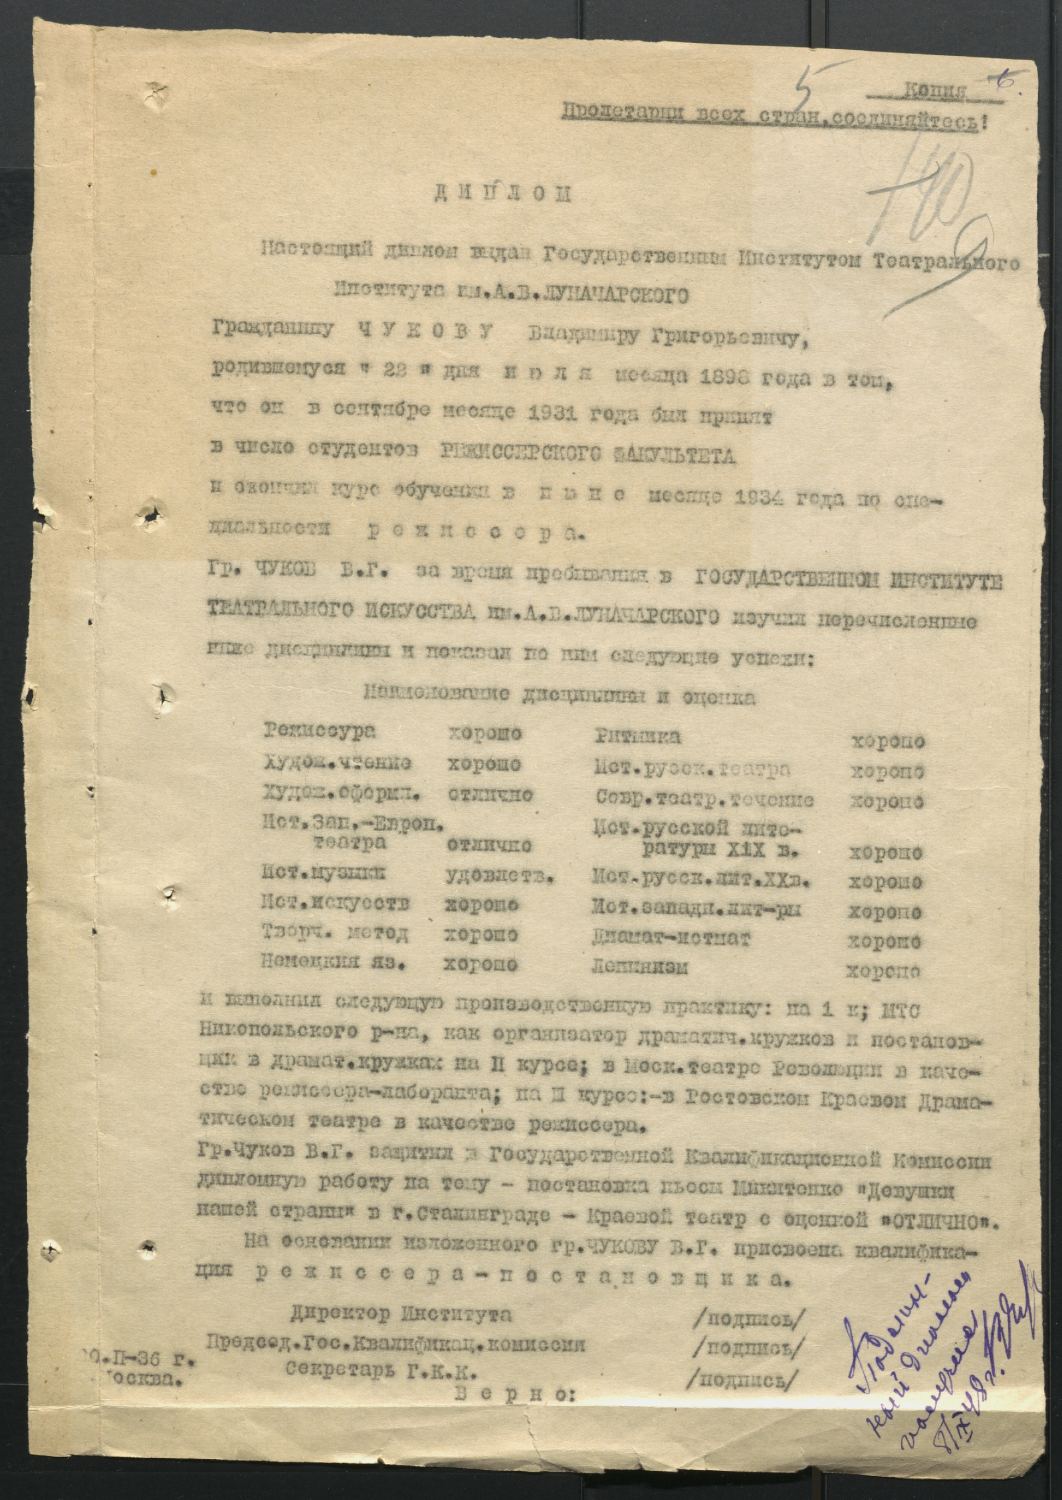 Копия 6.
5
Пролетарии всех стран, соединяйтесь!
Д И П Л О М
Настоящий диплом выдан Государственным Институтом Театрального
Института им.А.В.ЛУНАЧАРСКОГО
Гражданину Ч У К О В У Владимиру Григорьевичу,
родившемуся " 22 " дня и ю л я месяца 1898 года в том,
что он в сентябре месяце 1931 года был принят
в число студентов РЕЖИССЕРСКОГО ФАКУЛЬТЕТА
и окончил курс обучения в и ю н е месяце 1934 года по спе-
циальности р е ж и с с е р а.
Гр. ЧУКОВ В.Г. за время пребывания в ГОСУДАРСТВЕННОМ ИНСТИТУТЕ
ТЕАТРАЛЬНОГО ИСКУССТВА им.А.В.ЛУНАЧАРСКОГО изучил перечисленные
ниже дисциплины и показал по ним следующие успехи:
Наименование дисциплины и оценка
Режиссура хорошо Ритмика хорошо
Худож.чтение хорошо Ист.русск.театра хорошо
Худож.оформл. отлично Совр.театр.течение хорошо
Ист.Зап.-Европ. Ист.русской лите-
театра отлично ратуры XIX в. хорошо
Ист.музыки удовлетв. Ист.русск.лит.XXв. хорошо
Ист.искусств хорошо Ист.западн.лит-ры хорошо
Творч. метод хорошо Диамат-истмат хорошо
Немецкия яз. хорошо Ленинизм хорошо
и выполнил следующую производственную практику: на 1 к; МТС
Никопольского р-на, как организатор драматич.кружков и постанов-
щик в драмат.кружках на II курсе; в Моск.театре Революции в каче-
стве режиссера-лаборанта; на III курсе:-в Ростовском Краевом Драма-
тическом театре в качестве режиссера.
Гр.Чуков В.Г. защитил в Государственной Квалификационной Комиссии
дипломную работу на тему - постановка пьесы Микитенко "Девушки
нашей страны" в г.Сталинграде - Краевой театр с оценкой "ОТЛИЧНО".
На основании изложенного гр.ЧУКОВУ В.Г. присвоена квалифика-
ция р е ж и с с е р а - п о с т а н о в щ и к а.
Директор Института /подпись/
Председ.Гос.Квалификац.комиссии /подпись/
Секретарь Г.К.К. /подпись/
П-36 г.
Москва.
В е р н о:
Подлин-
ный диплом
получил
8/X 48 г.